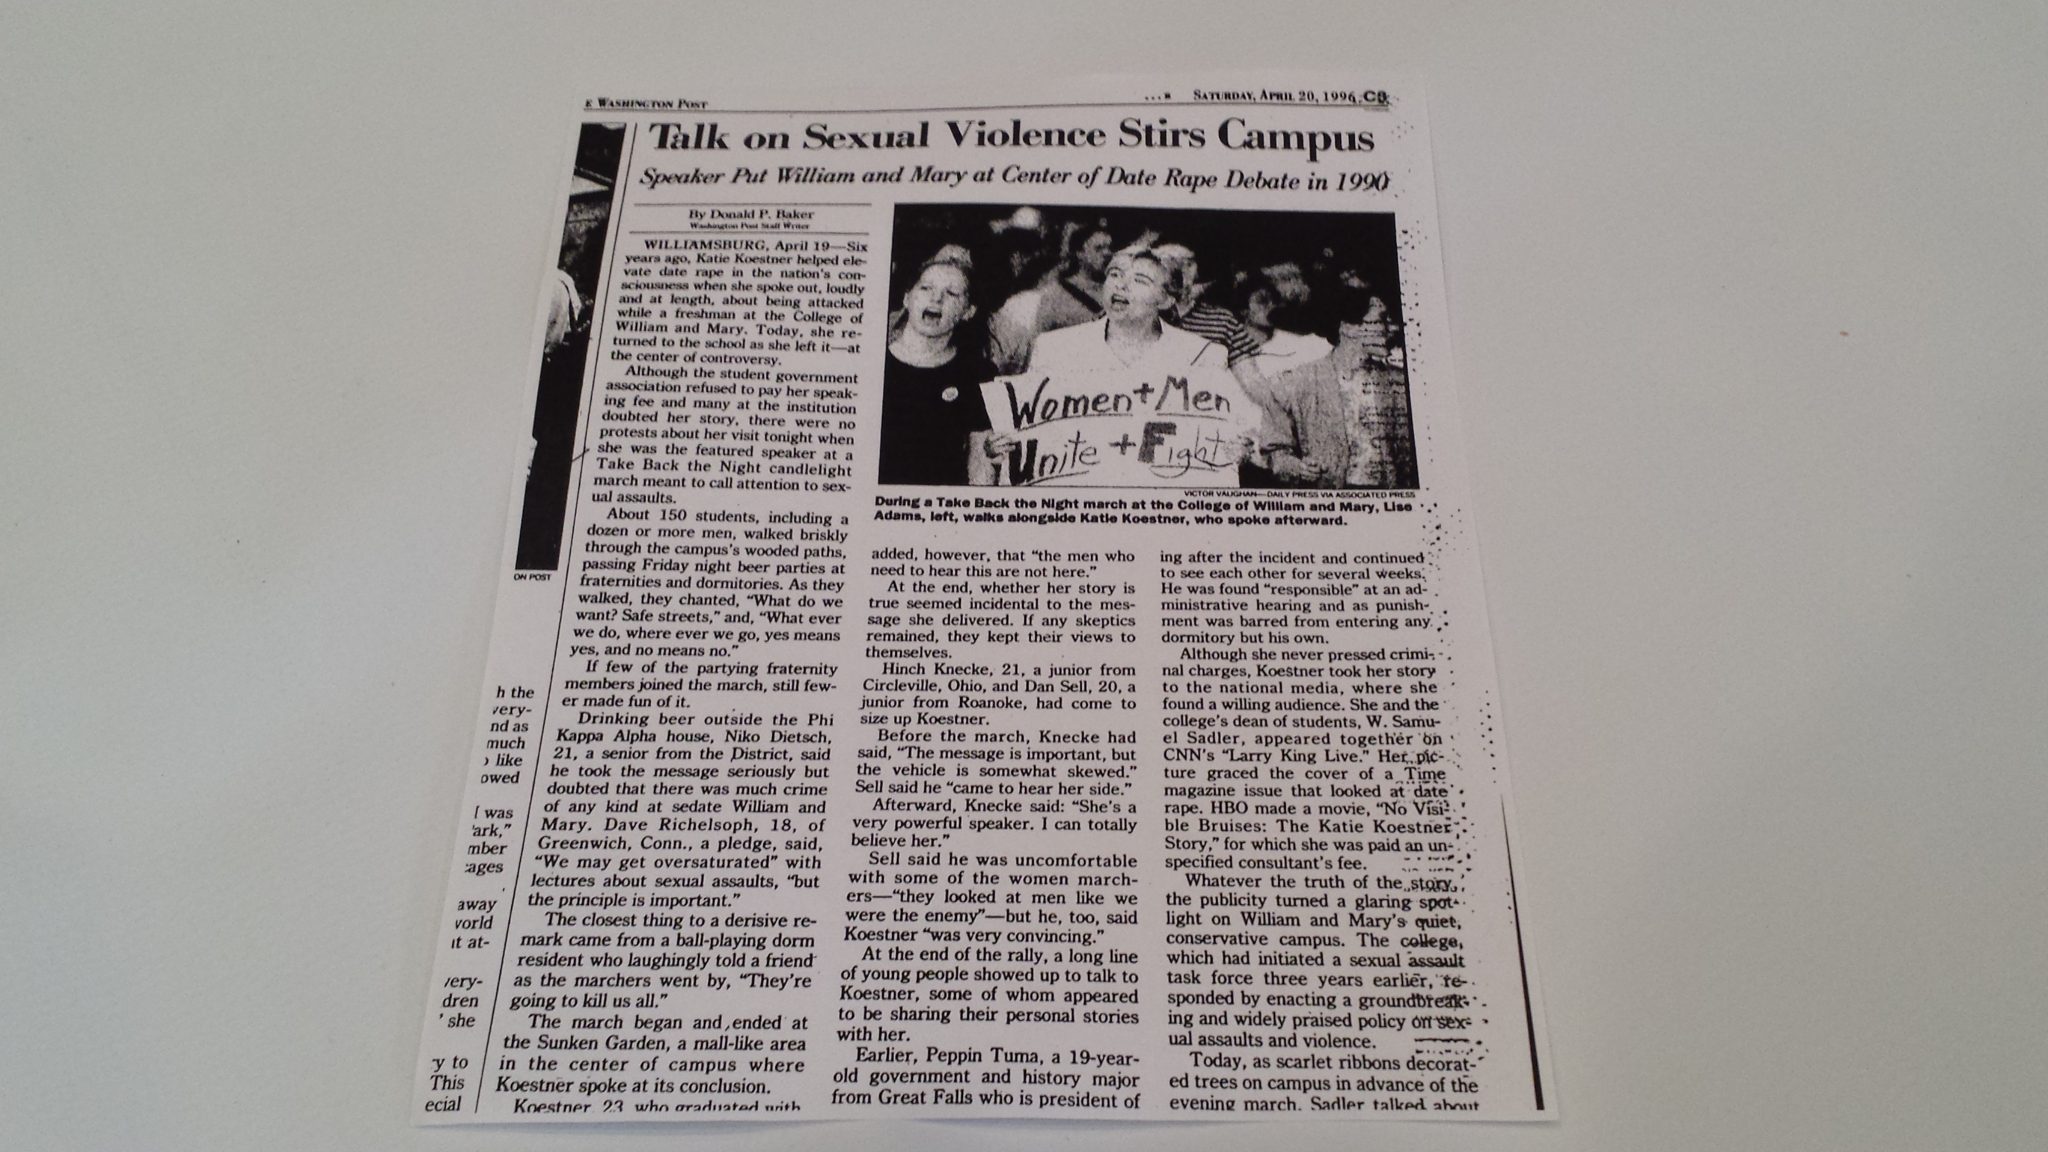 E WASHINGTON POST
SATURDAY, APRIL 20, 1996
Talk on Sexual Violence Stirs Campus
Speaker Put William and Mary at Center of Date Rape Debate in 1990
By Donald P. Baker
Washington Post Staff Writer
WILLIAMSBURG, April 19—Six
years ago, Katie Koestner helped ele-
vate date rape in the nation's con-
sciousness when she spoke out, loudly
and at length, about being attacked
while a freshman at the College of
William and Mary. Today, she re-
turned to the school as she left it—at
the center of controversy.
Although the student government
association refused to pay her speak-
ing fee and many at the institution
doubted her story, there were no
protests about her visit tonight when
she was the featured speaker at a
Take Back the Night candlelight
march meant to call attention to sex-
ual assaults.
About 150 students, including a
dozen or more men, walked briskly
through the campus's wooded paths,
passing Friday night beer parties at
fraternities and dormitories. As they
walked, they chanted, "What do we
want? Safe streets," and, "What ever
we do, where ever we go, yes means
yes, and no means no."
If few of the partying fraternity
members joined the march, still few-
er made fun of it.
Drinking beer outside the Phi
Kappa Alpha house, Niko Dietsch,
21, a senior from the District, said
he took the message seriously but
doubted that there was much crime
of any kind at sedate William and
Mary. Dave Richelsoph, 18, of
Greenwich, Conn., a pledge, said,
"We may get oversaturated" with
lectures about sexual assaults, "but
the principle is important."
The closest thing to a derisive re-
mark came from a ball-playing dorm
resident who laughingly told a friend
as the marchers went by, "They're
going to kill us all."
The march began and ended at
the Sunken Garden, a mall-like area
in the center of campus where
Koestner spoke at its conclusion.
Koestner, 23, who graduated with
Women + Men
Unite + Fight
VICTOR VAUGHAN—DAILY PRESS VIA ASSOCIATED PRESS
During a Take Back the Night march at the College of William and Mary, Lise
Adams, left, walks alongside Katie Koestner, who spoke afterward.
added, however, that "the men who
need to hear this are not here."
At the end, whether her story is
true seemed incidental to the mes-
sage she delivered. If any skeptics
remained, they kept their views to
themselves.
Hinch Knecke, 21, a junior from
Circleville, Ohio, and Dan Sell, 20, a
junior from Roanoke, had come to
size up Koestner.
Before the march, Knecke had
said, "The message is important, but
the vehicle is somewhat skewed."
Sell said he "came to hear her side."
Afterward, Knecke said: "She's a
very powerful speaker. I can totally
believe her."
Sell said he was uncomfortable
with some of the women march-
ers—"they looked at men like we
were the enemy"—but he, too, said
Koestner "was very convincing."
At the end of the rally, a long line
of young people showed up to talk to
Koestner, some of whom appeared
to be sharing their personal stories
with her.
Earlier, Peppin Tuma, a 19-year-
old government and history major
from Great Falls who is president of
ing after the incident and continued
to see each other for several weeks.
He was found "responsible" at an ad-
ministrative hearing and as punish-
ment was barred from entering any
dormitory but his own.
Although she never pressed crimi-
nal charges, Koestner took her story
to the national media, where she
found a willing audience. She and the
college's dean of students, W. Samu-
el Sadler, appeared together on
CNN's "Larry King Live." Her pic-
ture graced the cover of a Time
magazine issue that looked at date
rape. HBO made a movie, "No Visi-
ble Bruises: The Katie Koestner
Story," for which she was paid an un-
specified consultant's fee.
Whatever the truth of the story,
the publicity turned a glaring spot-
light on William and Mary's quiet,
conservative campus. The college,
which had initiated a sexual assault
task force three years earlier, re-
sponded by enacting a groundbreak-
ing and widely praised policy on sex-
ual assaults and violence.
Today, as scarlet ribbons decorat-
ed trees on campus in advance of the
evening march, Sadler talked about
ON POST
h the
very-
nd as
much
like
owed
I was
ark,"
mber
ages
away
vorld
it at-
very-
dren
' she
y to
This
ecial